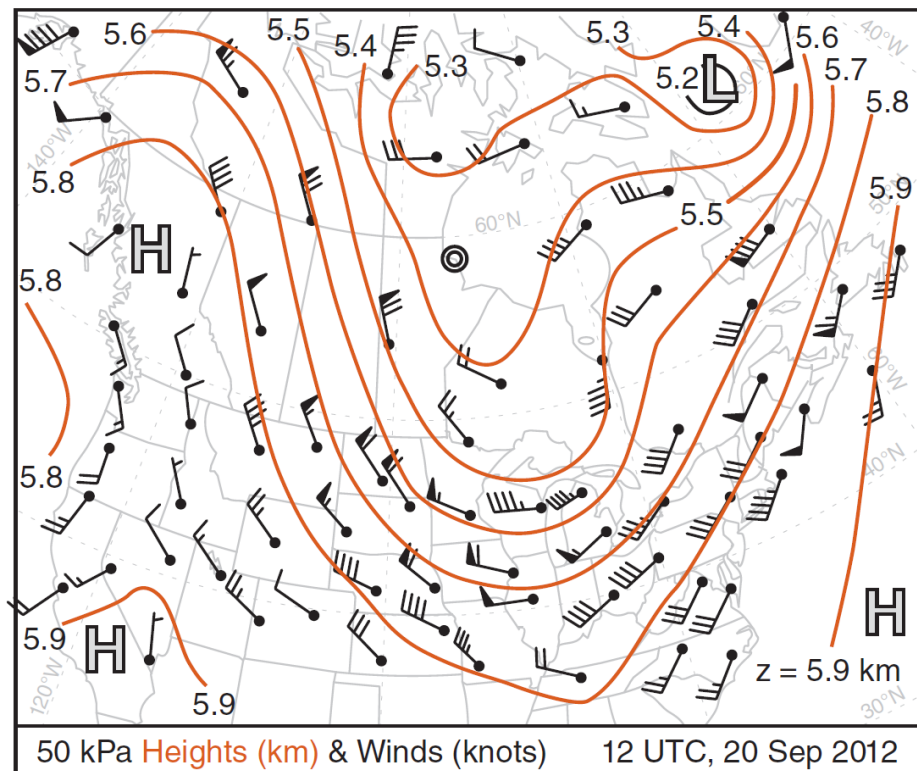 5.6 5.5 5.4 5.3 5.3 5.4 5.6
5.7 5.2 L 5.7
50°N 40°W
5.8
140°W
5.8 5.9
50°N
60°N 5.5
H
5.8
5.8
5.9 H H
z = 5.9 km
120°W 5.9 30°N
40°N
50 kPa Heights (km) & Winds (knots) 12 UTC, 20 Sep 2012